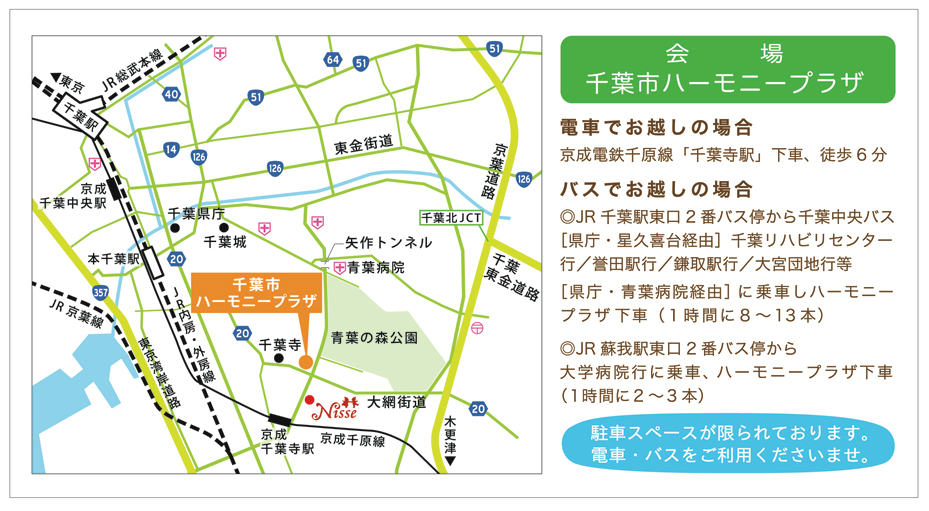 会場
千葉市ハーモニープラザ
電車でお越しの場合
京成電鉄千原線「千葉寺駅」下車、徒歩6分
バスでお越しの場合
◎JR 千葉駅東口2番バス停から千葉中央バス
［県庁・星久喜台経由］千葉リハビリセンター
行／誉田駅行／鎌取駅行／大宮団地行等
［県庁・青葉病院経由］に乗車しハーモニー
プラザ下車（1時間に8〜13本）
◎JR 蘇我駅東口2番バス停から
大学病院行に乗車、ハーモニープラザ下車
（1時間に2〜3本）
駐車スペースが限られております。
電車・バスをご利用くださいませ。
東京
JR総武本線
千葉駅
40
64
51
51
51
14
126
126
126
東金街道
京葉道路
京成
千葉中央駅
千葉県庁
千葉城
千葉北JCT
矢作トンネル
青葉病院
本千葉駅
20
千葉
東金道路
千葉市
ハーモニープラザ
357
JR京葉線
JR内房・外房線
20
千葉寺
青葉の森公園
東京湾岸道路
Nisse
大網街道
20
京成
千葉寺駅
京成千原線
木更津